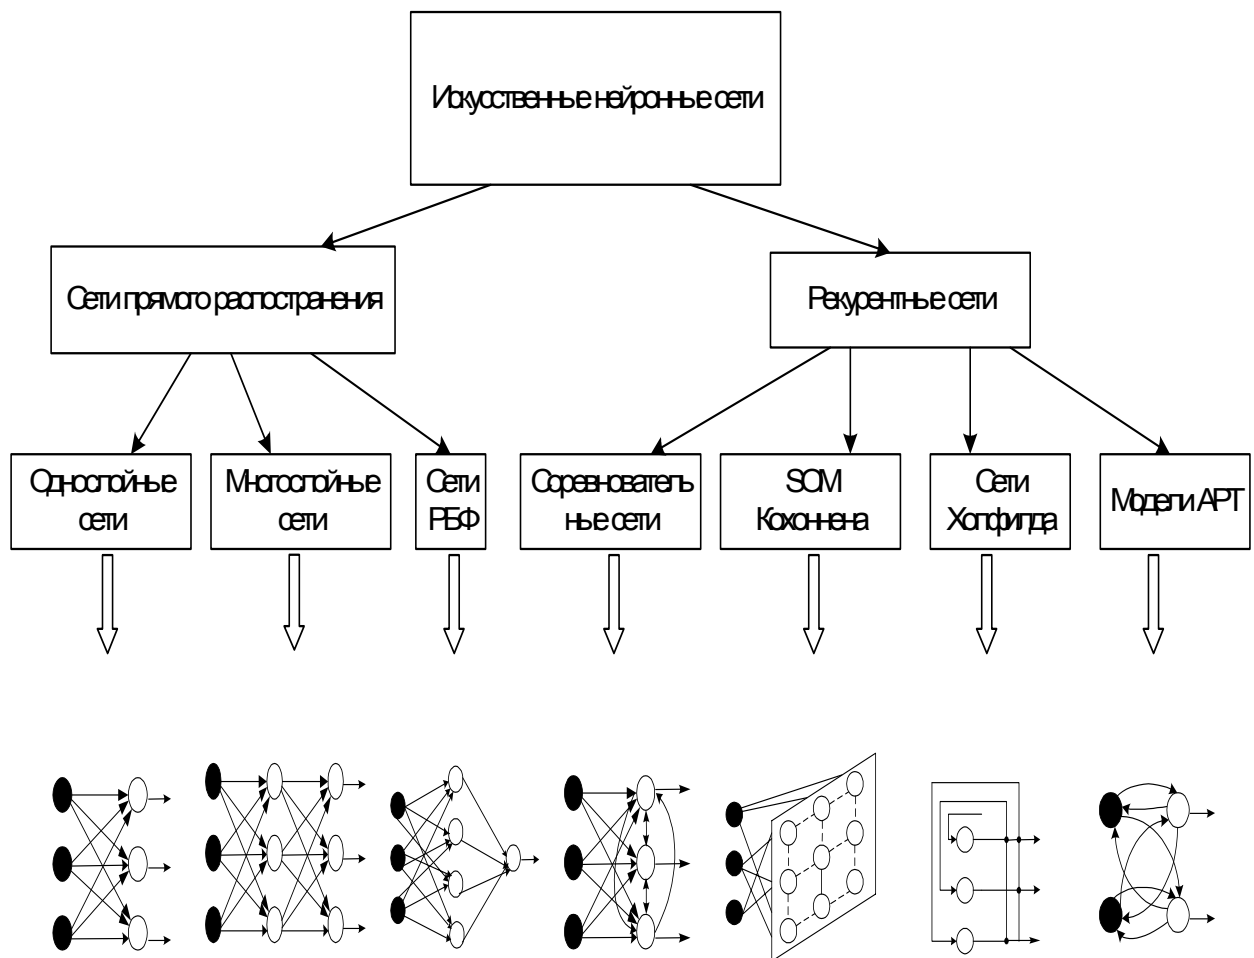 Искусственные нейронные сети
Сети прямого распостранения
Рекурентные сети
Однослойные
сети
Многослойные
сети
Сети
РБФ
Соревнователь
ные сети
SOM
Кохоннена
Сети
Хопфилда
Модели АРТ